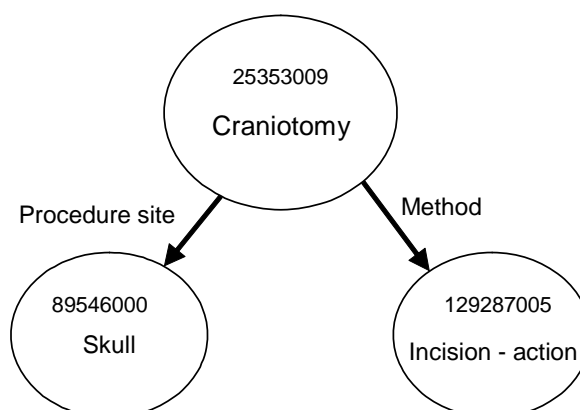 25353009
Craniotomy
Procedure site
Method
89546000
Skull
129287005
Incision - action